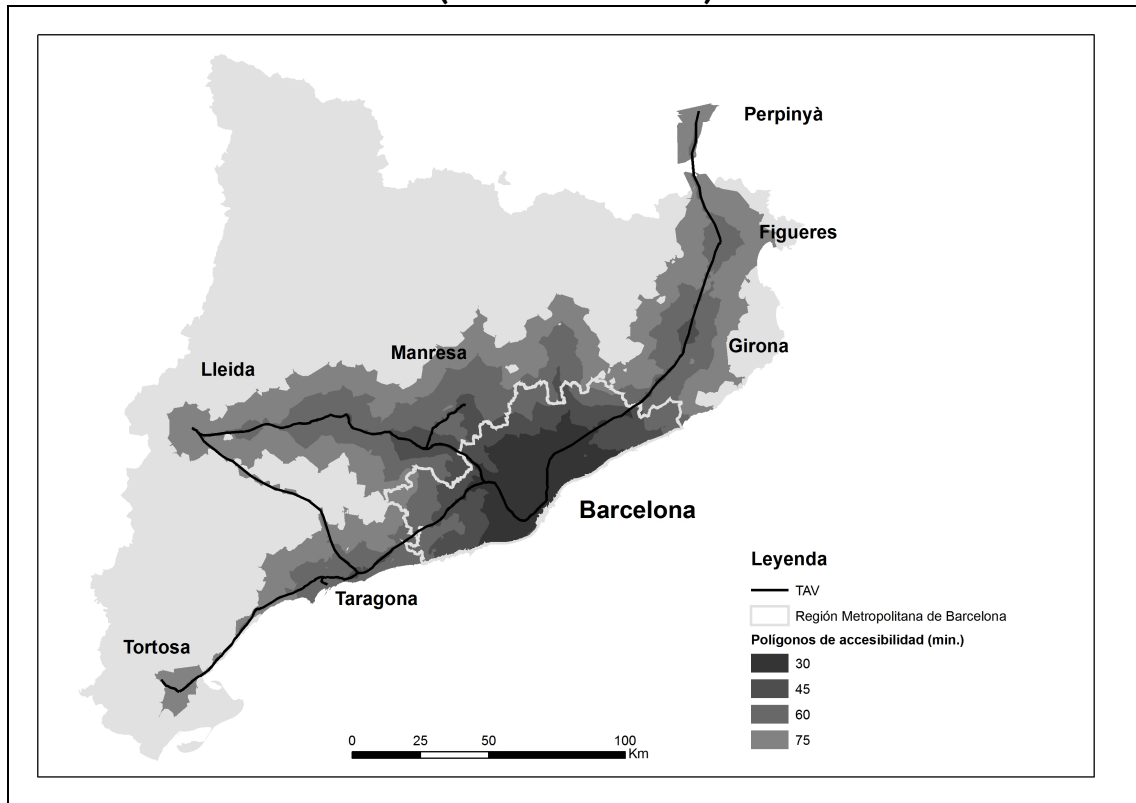 Perpinyà
Figueres
Girona
Manresa
Lleida
Barcelona
Taragona
Tortosa
Leyenda
TAV
Región Metropolitana de Barcelona
Polígonos de accesibilidad (min.)
30
45
60
75
0 25 50 100
Km